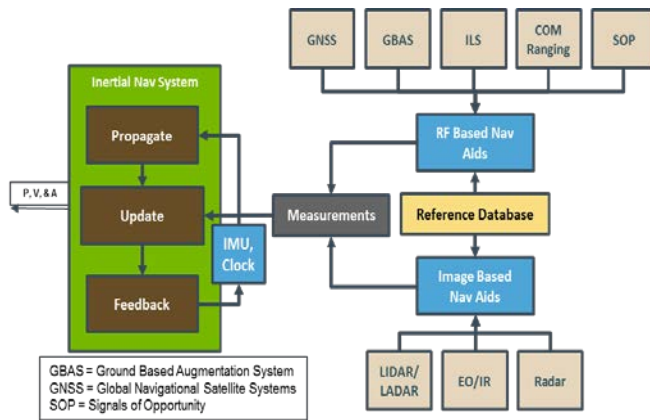 GNSS
GBAS
ILS
COM
Ranging
SOP
Inertial Nav System
Propagate
RF Based Nav
Aids
P, V, & A
Update
Measurements
Reference Database
IMU,
Clock
Feedback
Image Based
Nav Aids
LIDAR/
LADAR
EO/IR
Radar
GBAS = Ground Based Augmentation System
GNSS = Global Navigational Satellite Systems
SOP = Signals of Opportunity